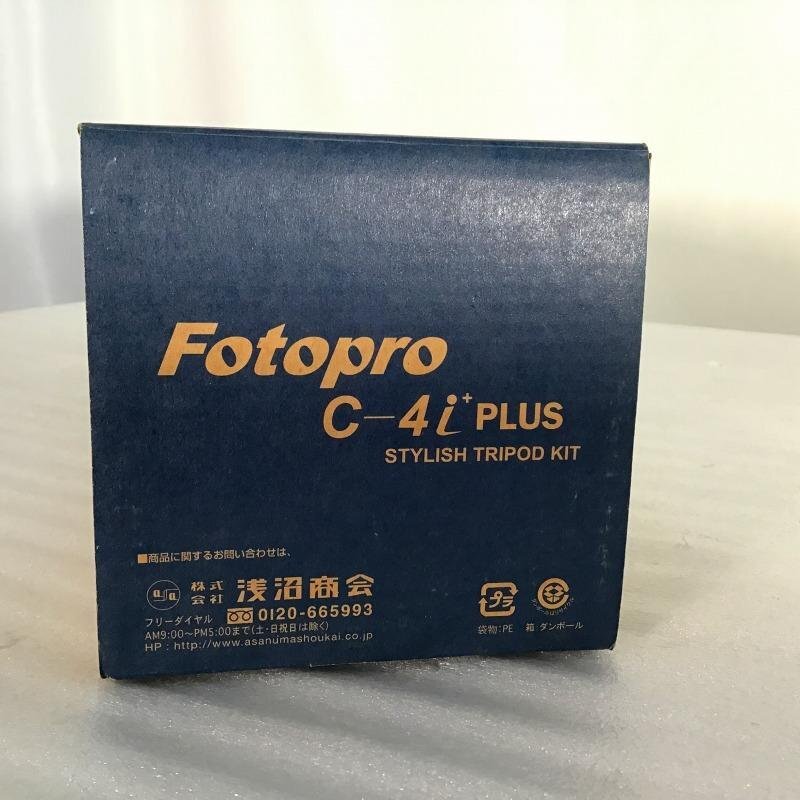 Fotopro
C-4i+ PLUS
STYLISH TRIPOD KIT
■商品に関するお問い合わせは、
株式会社 浅沼商会
フリーダイヤル 0120-665993
AM9:00~PM5:00まで(土・日祝日は除く)
HP : http://www.asanumashoukai.co.jp
プラ
袋物:PE 箱:ダンボール